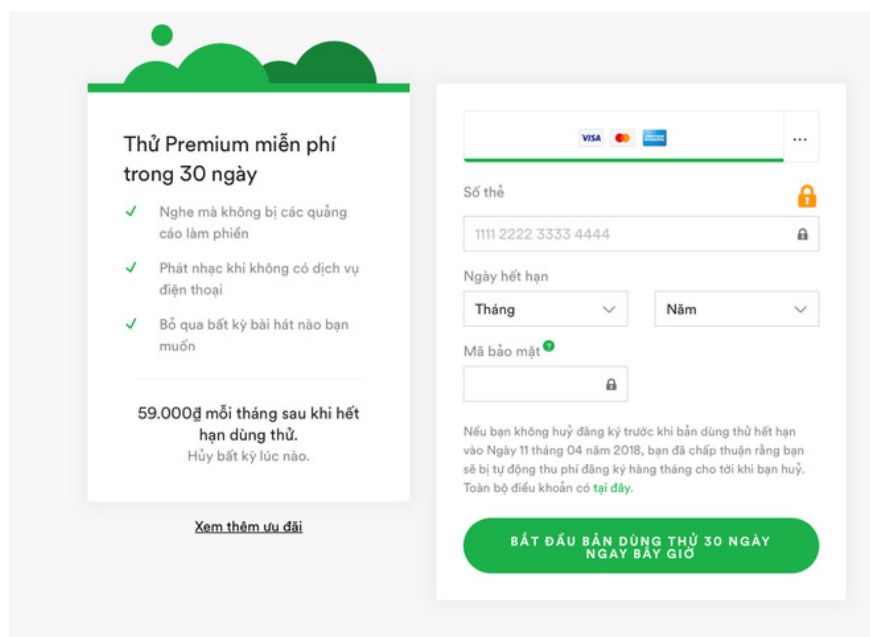 Thử Premium miễn phí
trong 30 ngày
Nghe mà không bị các quảng
cáo làm phiền
Phát nhạc khi không có dịch vụ
điện thoại
Bỏ qua bất kỳ bài hát nào bạn
muốn
59.000₫ mỗi tháng sau khi hết
hạn dùng thử.
Hủy bất kỳ lúc nào.
Xem thêm ưu đãi
VISA
...
Số thẻ
1111 2222 3333 4444
Ngày hết hạn
Tháng
Năm
Mã bảo mật ?
Nếu bạn không huỷ đăng ký trước khi bản dùng thử hết hạn
vào Ngày 11 tháng 04 năm 2018, bạn đã chấp thuận rằng bạn
sẽ bị tự động thu phí đăng ký hàng tháng cho tới khi bạn huỷ.
Toàn bộ điều khoản có tại đây.
BẮT ĐẦU BẢN DÙNG THỬ 30 NGÀY
NGAY BÂY GIỜ